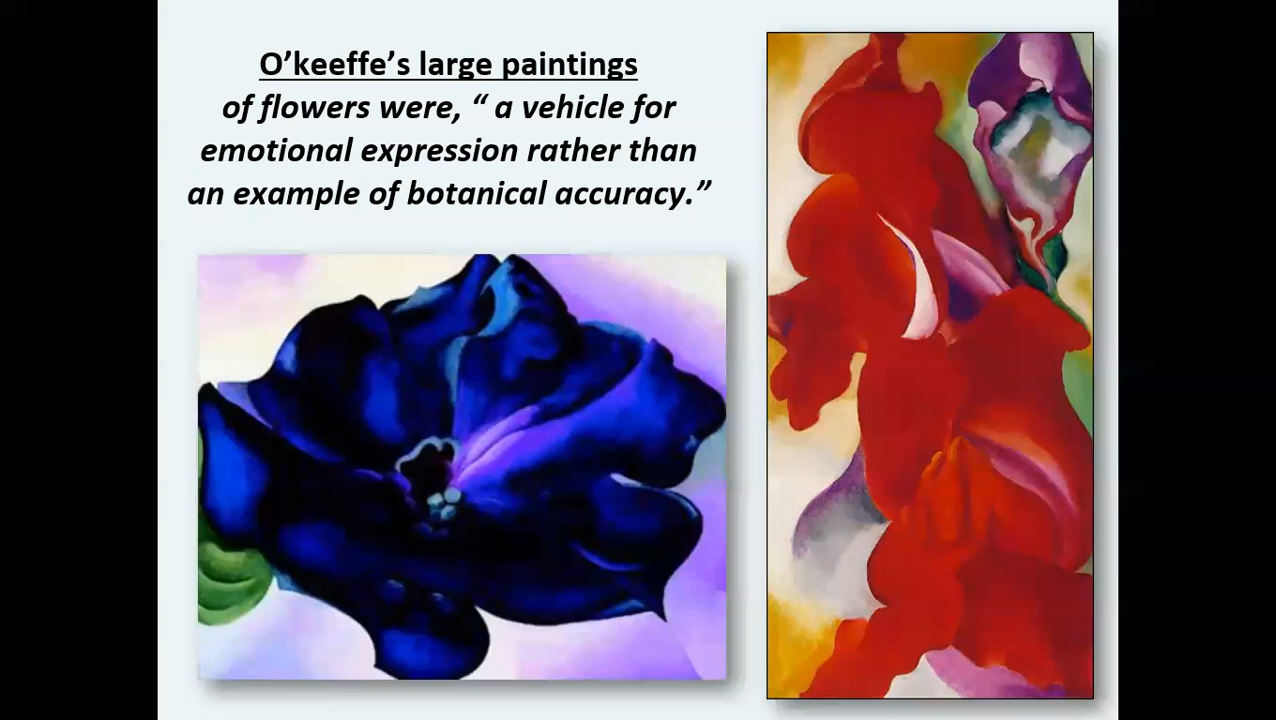 O’keeffe’s large paintings
of flowers were, “ a vehicle for
emotional expression rather than
an example of botanical accuracy.”